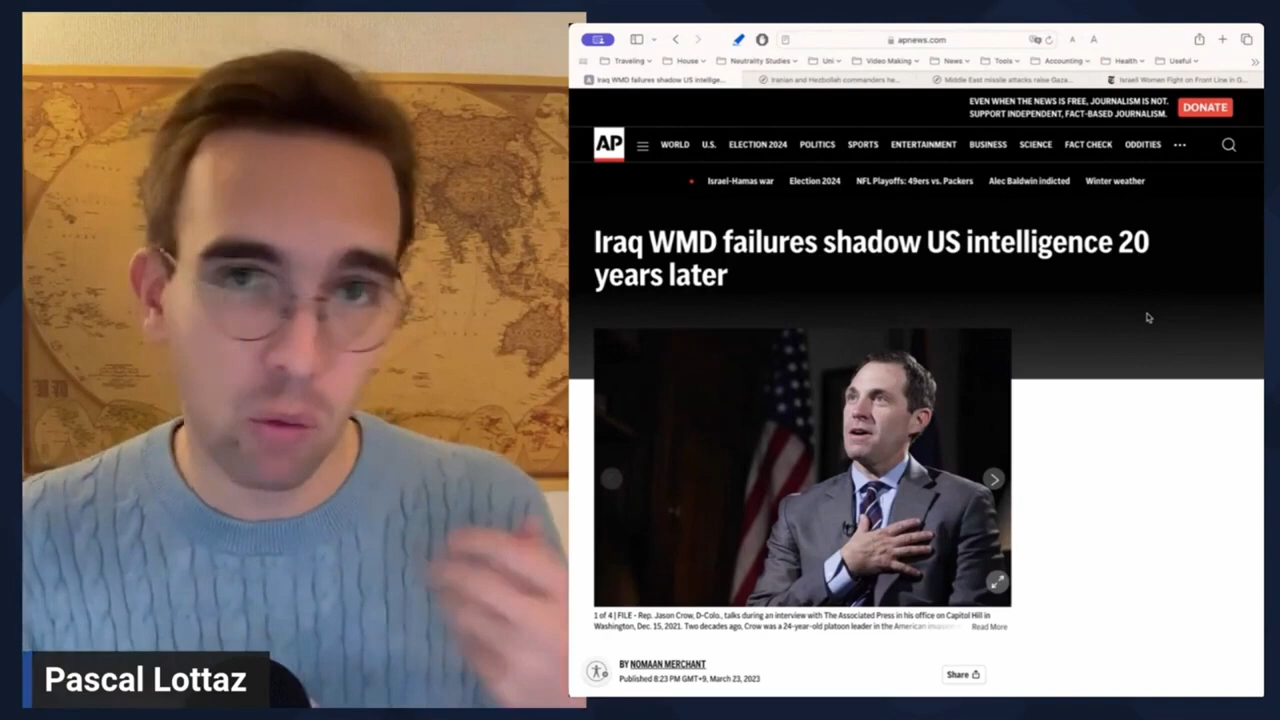 apnews.com
A
A
Traveling
House
Neutrality Studies
Uni
Video Making
News
Tools
Accounting
Health
Useful
Iraq WMD failures shadow US intellige...
Iranian and Hezbollah commanders he...
Middle East missile attacks raise Gaza...
Israeli Women Fight on Front Line in G...
EVEN WHEN THE NEWS IS FREE, JOURNALISM IS NOT.
SUPPORT INDEPENDENT, FACT-BASED JOURNALISM.
DONATE
AP
WORLD
U.S.
ELECTION 2024
POLITICS
SPORTS
ENTERTAINMENT
BUSINESS
SCIENCE
FACT CHECK
ODDITIES
Israel-Hamas war
Election 2024
NFL Playoffs: 49ers vs. Packers
Alec Baldwin indicted
Winter weather
Iraq WMD failures shadow US intelligence 20
years later
1 of 4 | FILE - Rep. Jason Crow, D-Colo., talks during an interview with The Associated Press in his office on Capitol Hill in
Washington, Dec. 15, 2021. Two decades ago, Crow was a 24-year-old platoon leader in the American
Read More
BY NOMAAN MERCHANT
Published 8:23 PM GMT+9, March 23, 2023
Share
Pascal Lottaz